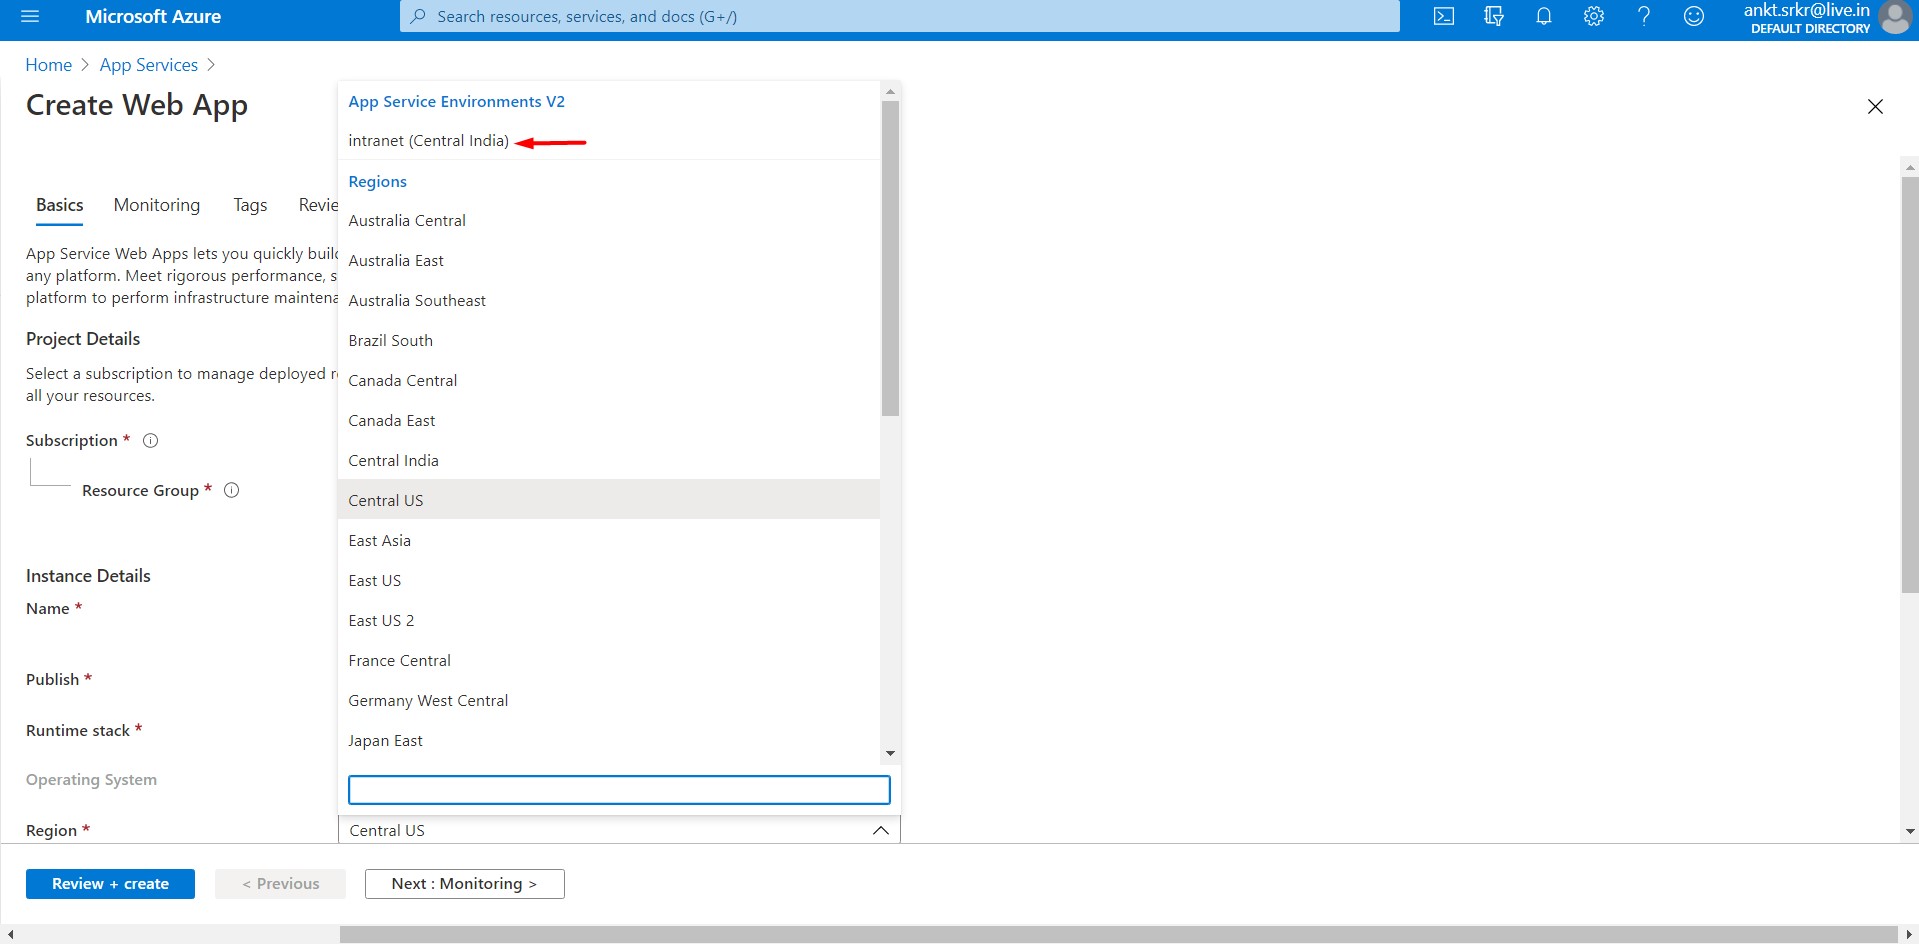 Microsoft Azure
Search resources, services, and docs (G+/)
ankt.srkr@live.in
DEFAULT DIRECTORY
Home > App Services >
Create Web App
Basics Monitoring Tags Revie
App Service Web Apps lets you quickly build
any platform. Meet rigorous performance, s
platform to perform infrastructure maintena
Project Details
Select a subscription to manage deployed re
all your resources.
Subscription *
Resource Group *
Instance Details
Name *
Publish *
Runtime stack *
Operating System
Region *
App Service Environments V2
intranet (Central India)
Regions
Australia Central
Australia East
Australia Southeast
Brazil South
Canada Central
Canada East
Central India
Central US
East Asia
East US
East US 2
France Central
Germany West Central
Japan East
Central US
Review + create
< Previous
Next : Monitoring >